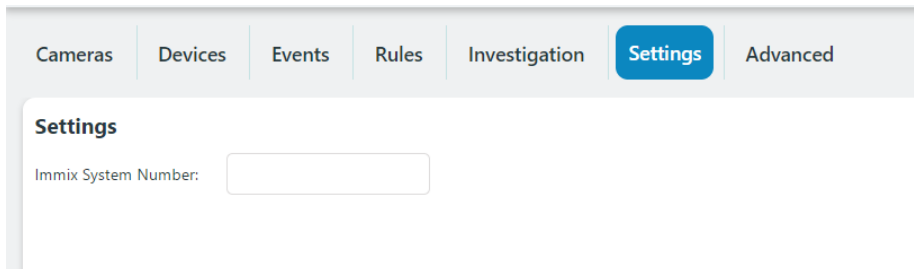 Cameras Devices Events Rules Investigation Settings Advanced
Settings
Immix System Number: